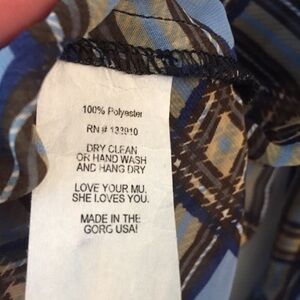 100% Polyester
RN # 133910
DRY CLEAN
OR HAND WASH
AND HANG DRY
LOVE YOUR MU.
SHE LOVES YOU.
MADE IN THE
GORG USA!